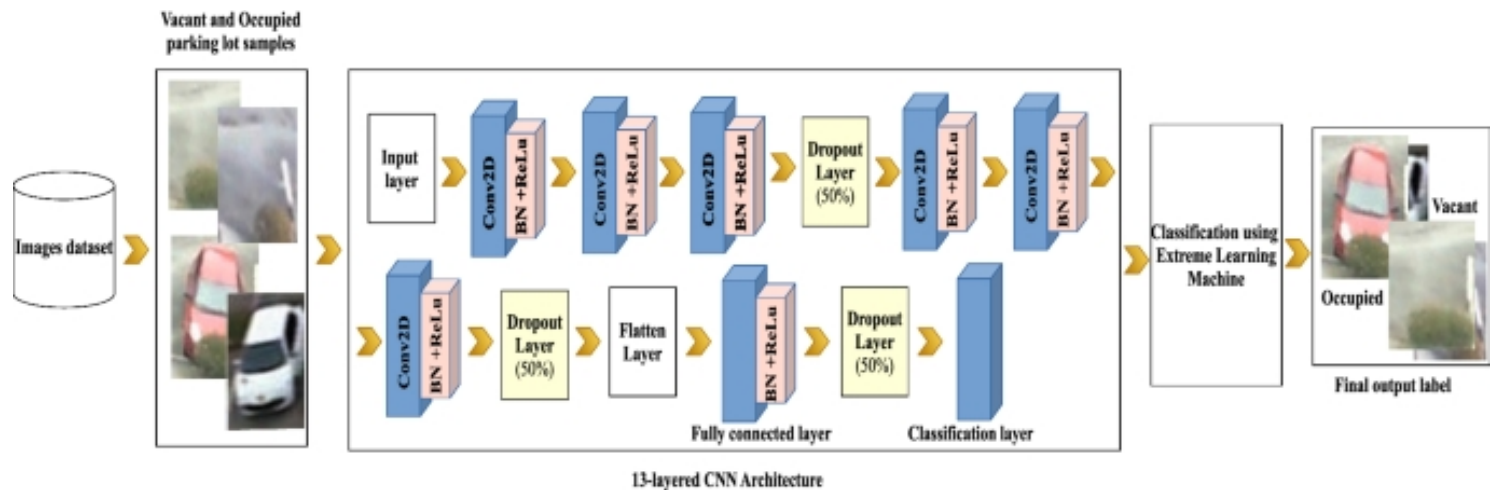 Vacant and Occupied
parking lot samples
Images dataset
Input
layer
Conv2D
BN +ReLu
Conv2D
BN +ReLu
Conv2D
BN +ReLu
Dropout
Layer
(50%)
Conv2D
BN +ReLu
Conv2D
BN +ReLu
Conv2D
BN +ReLu
Dropout
Layer
(50%)
Flatten
Layer
BN +ReLu
Fully connected layer
Dropout
Layer
(50%)
Classification layer
13-layered CNN Architecture
Classification using
Extreme Learning
Machine
Vacant
Occupied
Final output label